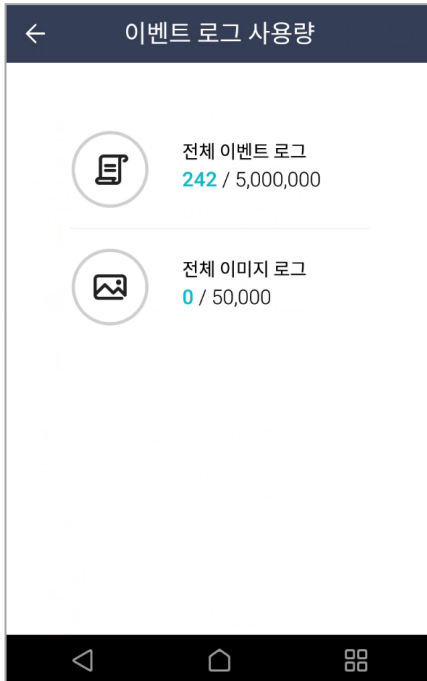 이벤트 로그 사용량
전체 이벤트 로그
242 / 5,000,000
전체 이미지 로그
0 / 50,000